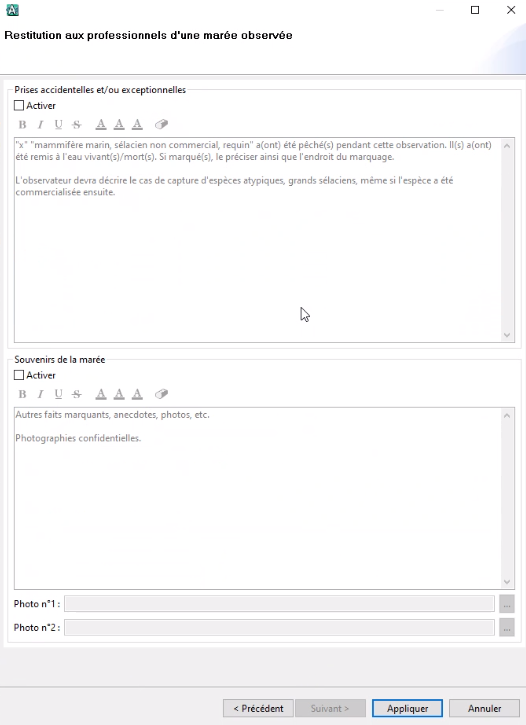 Restitution aux professionnels d'une marée observée
Prises accidentelles et/ou exceptionnelles
Activer
B I U S A A A
"x" "mammifère marin, sélacien non commercial, requin" a(ont) été pêché(s) pendant cette observation. Il(s) a(ont)
été remis à l'eau vivant(s)/mort(s). Si marqué(s), le préciser ainsi que l'endroit du marquage.
L'observateur devra décrire le cas de capture d'espèces atypiques, grands sélaciens, même si l'espèce a été
commercialisée ensuite.
Souvenirs de la marée
Activer
B I U S A A A
Autres faits marquants, anecdotes, photos, etc.
Photographies confidentielles.
Photo n°1 :
...
Photo n°2 :
...
< Précédent Suivant > Appliquer Annuler